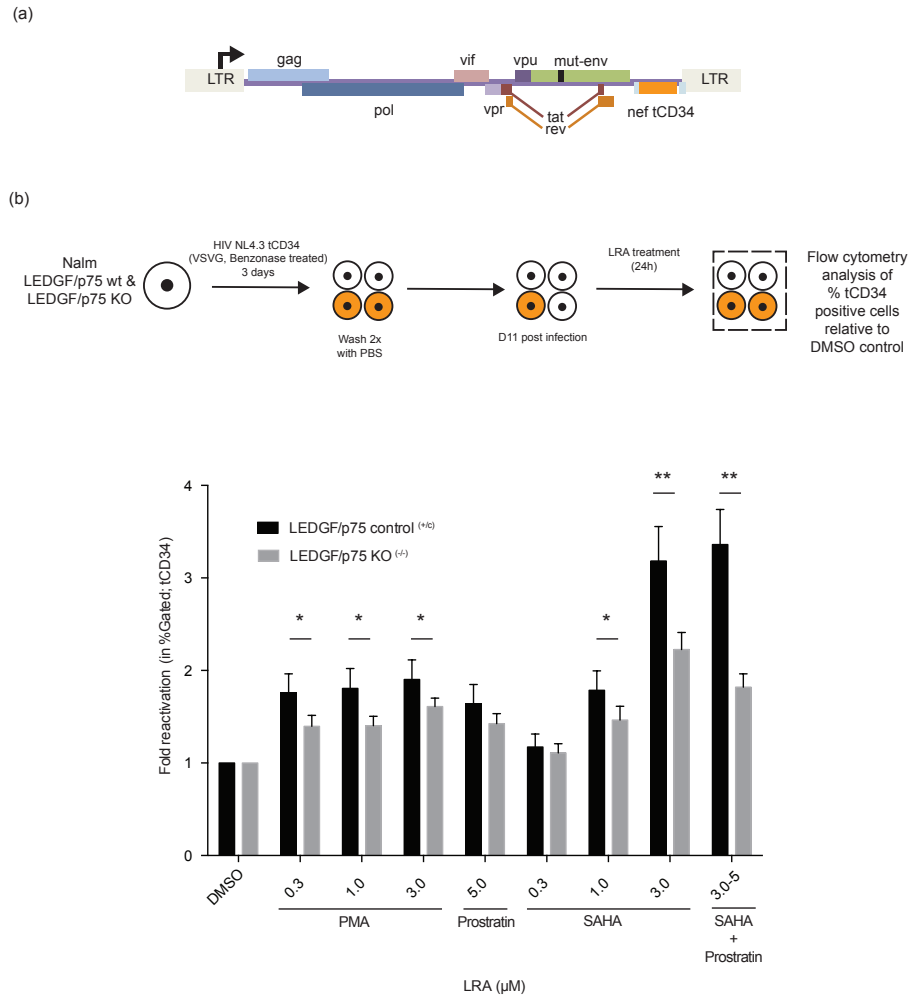 (a)
gag
vif
vpu
mut-env
LTR
LTR
pol
vpr
tat
rev
nef tCD34
(b)
Nalm
LEDGF/p75 wt &
LEDGF/p75 KO
HIV NL4.3 tCD34
(VSVG, Benzonase treated)
3 days
Wash 2x
with PBS
D11 post infection
LRA treatment
(24h)
Flow cytometry
analysis of
% tCD34
positive cells
relative to
DMSO control
Fold reactivation (in %Gated; tCD34)
4
3
2
1
0
LEDGF/p75 control (+/c)
LEDGF/p75 KO (-/-)
*
*
*
*
**
**
DMSO
0.3
1.0
3.0
5.0
0.3
1.0
3.0
3.0-5
PMA
Prostratin
SAHA
SAHA
+
Prostratin
LRA (µM)